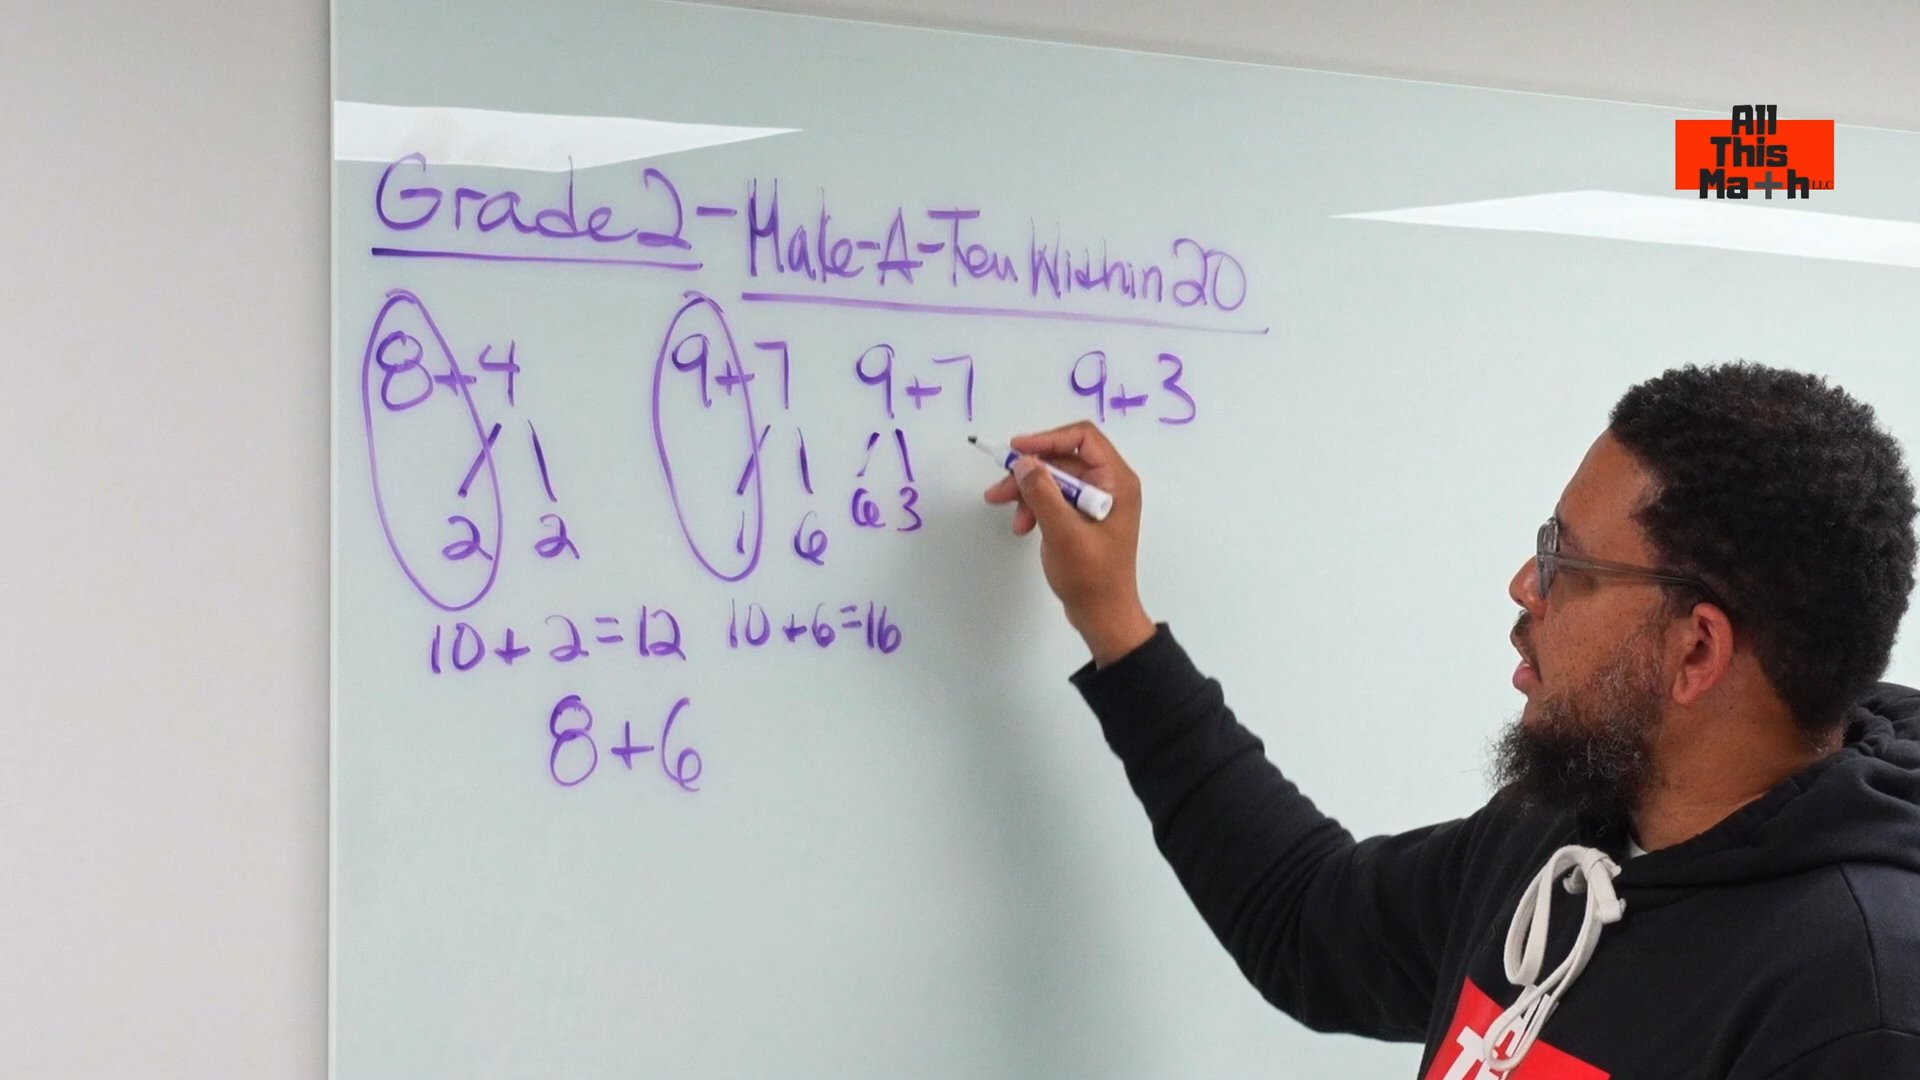 All
This
Math LLC
Grade 2 - Make-A-Ten Within 20
8+4 9+7 9+7 9+3
2 2 1 6 6 3
10+2=12 10+6=16
8+6